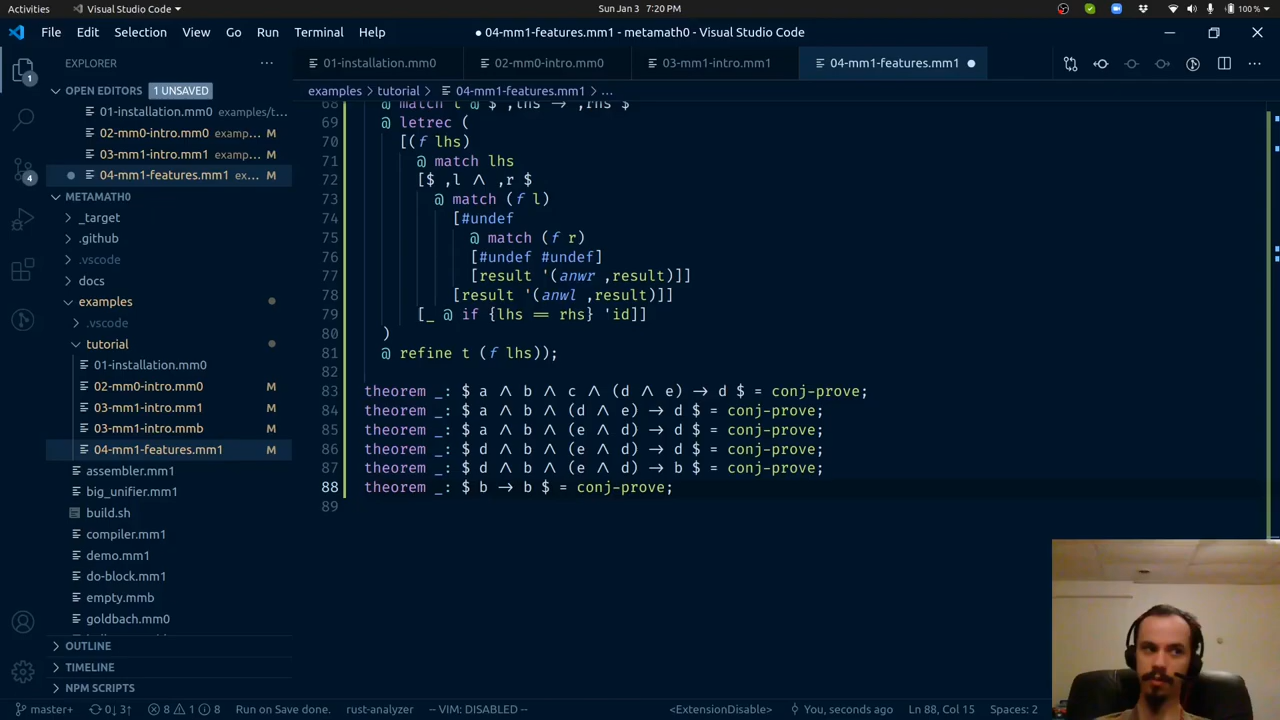 Activities
Visual Studio Code
Sun Jan 3 7:20 PM
100 %
File Edit Selection View Go Run Terminal Help
● 04-mm1-features.mm1 - metamath0 - Visual Studio Code
EXPLORER
01-installation.mm0
02-mm0-intro.mm0
03-mm1-intro.mm1
04-mm1-features.mm1 ●
OPEN EDITORS 1 UNSAVED
01-installation.mm0 examples/t...
02-mm0-intro.mm0 examp... M
03-mm1-intro.mm1 examp... M
● 04-mm1-features.mm1 ex... M
METAMATH0
_target
.github
.vscode
docs
examples
.vscode
tutorial
01-installation.mm0
02-mm0-intro.mm0 M
03-mm1-intro.mm1 M
03-mm1-intro.mmb M
04-mm1-features.mm1 M
assembler.mm1
big_unifier.mm1
build.sh
compiler.mm1
demo.mm1
do-block.mm1
empty.mmb
goldbach.mm0
OUTLINE
TIMELINE
NPM SCRIPTS
1
4
examples > tutorial > 04-mm1-features.mm1 > ...
68 @ match t @ $ ,lhs → ,rhs $
69 @ letrec (
70 [(f lhs)
71 @ match lhs
72 [$ ,l ∧ ,r $
73 @ match (f l)
74 [#undef
75 @ match (f r)
76 [#undef #undef]
77 [result '(anwr ,result)]]
78 [result '(anwl ,result)]]
79 [_ @ if {lhs == rhs} 'id]]
80 )
81 @ refine t (f lhs));
82
83 theorem _: $ a ∧ b ∧ c ∧ (d ∧ e) → d $ = conj-prove;
84 theorem _: $ a ∧ b ∧ (d ∧ e) → d $ = conj-prove;
85 theorem _: $ a ∧ b ∧ (e ∧ d) → d $ = conj-prove;
86 theorem _: $ d ∧ b ∧ (e ∧ d) → d $ = conj-prove;
87 theorem _: $ d ∧ b ∧ (e ∧ d) → b $ = conj-prove;
88 theorem _: $ b → b $ = conj-prove;
89
master+ 0↓ 3↑ 8 1 8 Run on Save done. rust-analyzer -- VIM: DISABLED -- <ExtensionDisable> You, seconds ago Ln 88, Col 15 Spaces: 2